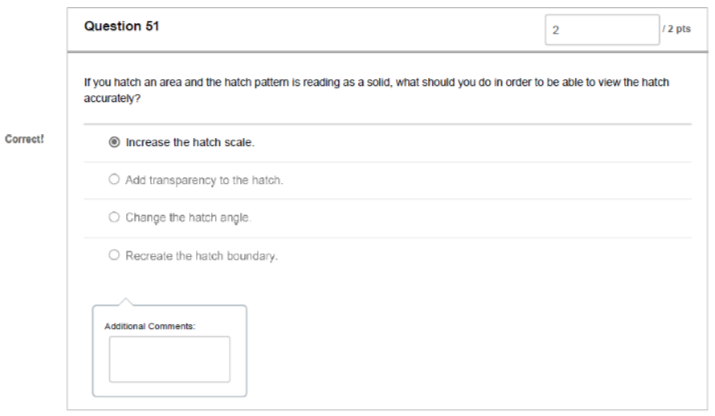 Question 51
2
/ 2 pts
If you hatch an area and the hatch pattern is reading as a solid, what should you do in order to be able to view the hatch
accurately?
Correct!
Increase the hatch scale.
Add transparency to the hatch.
Change the hatch angle.
Recreate the hatch boundary.
Additional Comments: